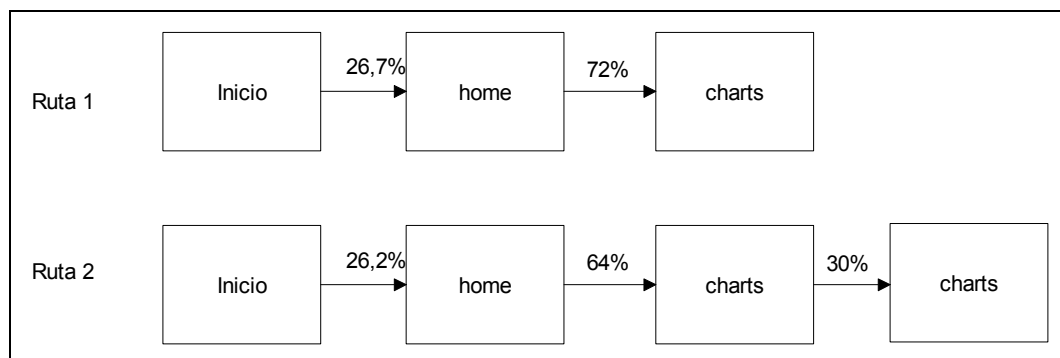 Ruta 1
Inicio
26,7%
home
72%
charts
Ruta 2
Inicio
26,2%
home
64%
charts
30%
charts